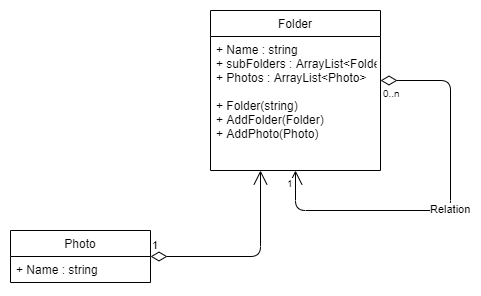 Folder
+ Name : string
+ subFolders : ArrayList<Folde
+ Photos : ArrayList<Photo>
+ Folder(string)
+ AddFolder(Folder)
+ AddPhoto(Photo)
0..n
1
Relation
Photo
1
+ Name : string